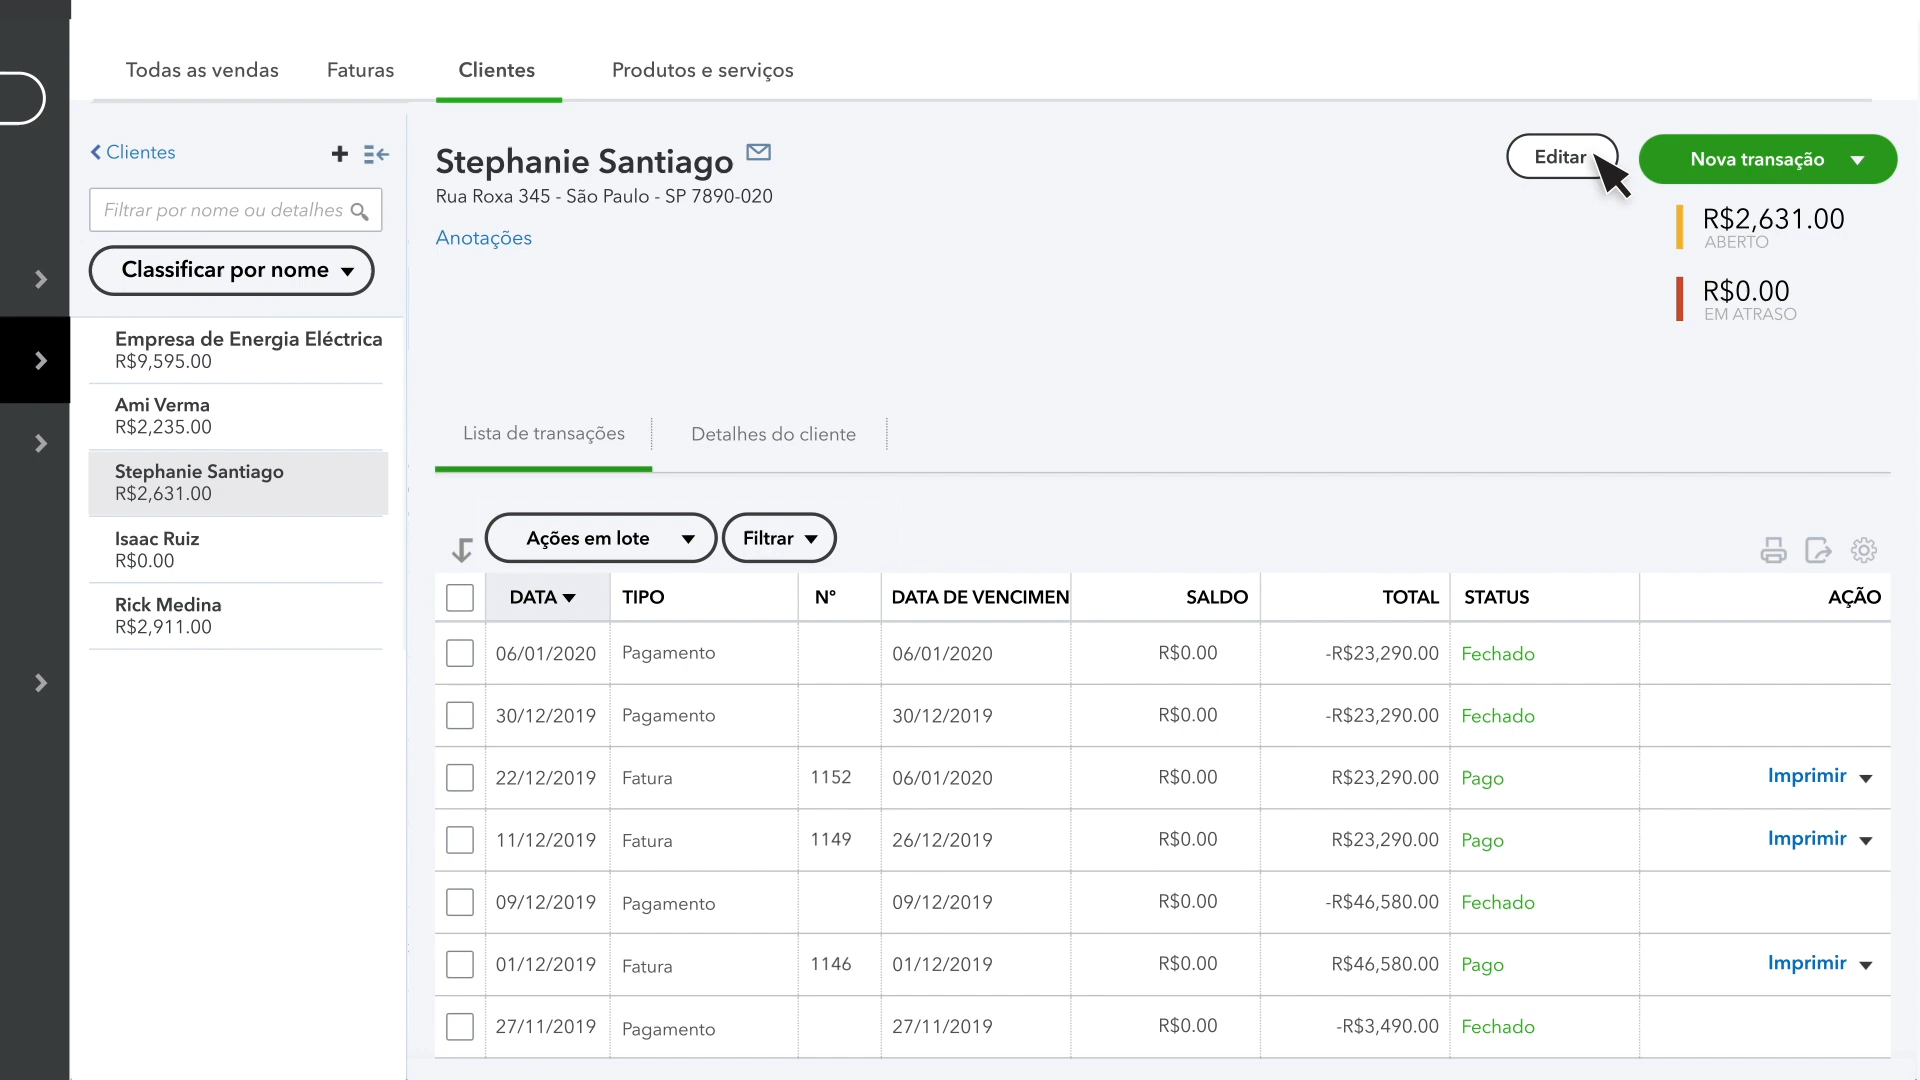 Todas as vendas Faturas Clientes Produtos e serviços
Clientes
Filtrar por nome ou detalhes
Classificar por nome
Empresa de Energia Eléctrica
R$9,595.00
Ami Verma
R$2,235.00
Stephanie Santiago
R$2,631.00
Isaac Ruiz
R$0.00
Rick Medina
R$2,911.00
Stephanie Santiago
Rua Roxa 345 - São Paulo - SP 7890-020
Anotações
Editar Nova transação
R$2,631.00
ABERTO
R$0.00
EM ATRASO
Lista de transações Detalhes do cliente
Ações em lote Filtrar
DATA TIPO N° DATA DE VENCIMEN SALDO TOTAL STATUS AÇÃO
06/01/2020 Pagamento 06/01/2020 R$0.00 -R$23,290.00 Fechado
30/12/2019 Pagamento 30/12/2019 R$0.00 -R$23,290.00 Fechado
22/12/2019 Fatura 1152 06/01/2020 R$0.00 R$23,290.00 Pago Imprimir
11/12/2019 Fatura 1149 26/12/2019 R$0.00 R$23,290.00 Pago Imprimir
09/12/2019 Pagamento 09/12/2019 R$0.00 -R$46,580.00 Fechado
01/12/2019 Fatura 1146 01/12/2019 R$0.00 R$46,580.00 Pago Imprimir
27/11/2019 Pagamento 27/11/2019 R$0.00 -R$3,490.00 Fechado